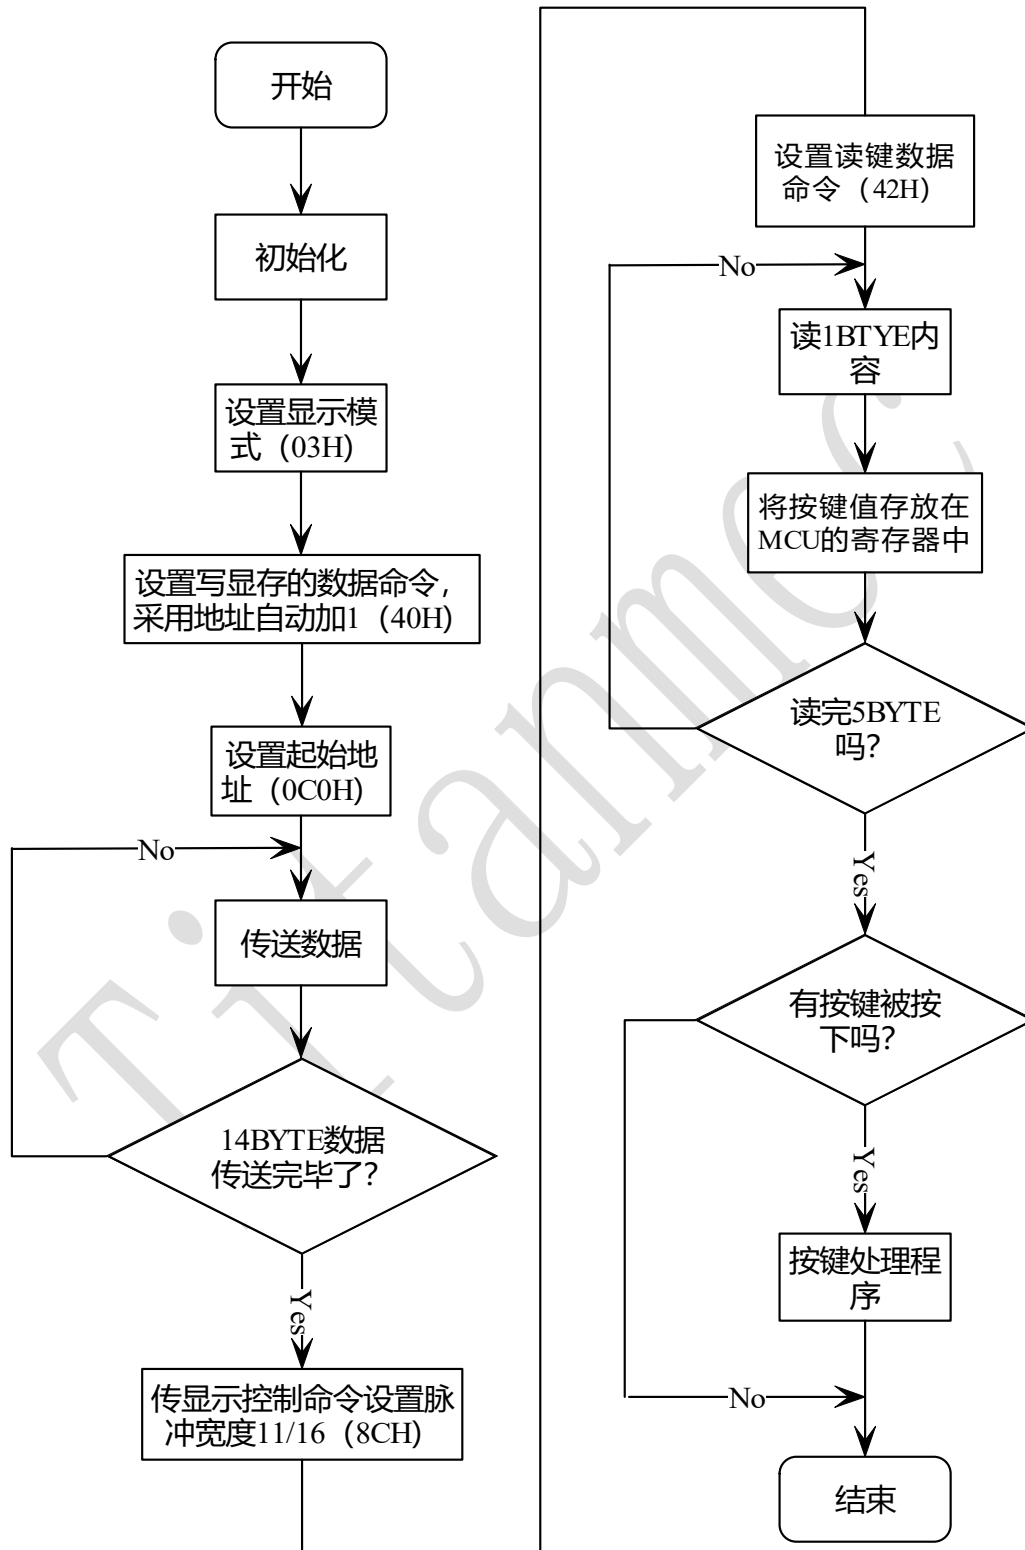 开始
初始化
设置显示模
式（03H）
设置写显存的数据命令，
采用地址自动加1（40H）
设置起始地
址（0C0H）
No
传送数据
14BYTE数据
传送完毕了？
Yes
传显示控制命令设置脉
冲宽度11/16（8CH）
设置读键数据
命令（42H）
No
读1BTYE内
容
将按键值存放在
MCU的寄存器中
读完5BYTE
吗？
Yes
有按键被按
下吗？
Yes
按键处理程
序
No
结束
Titanmec